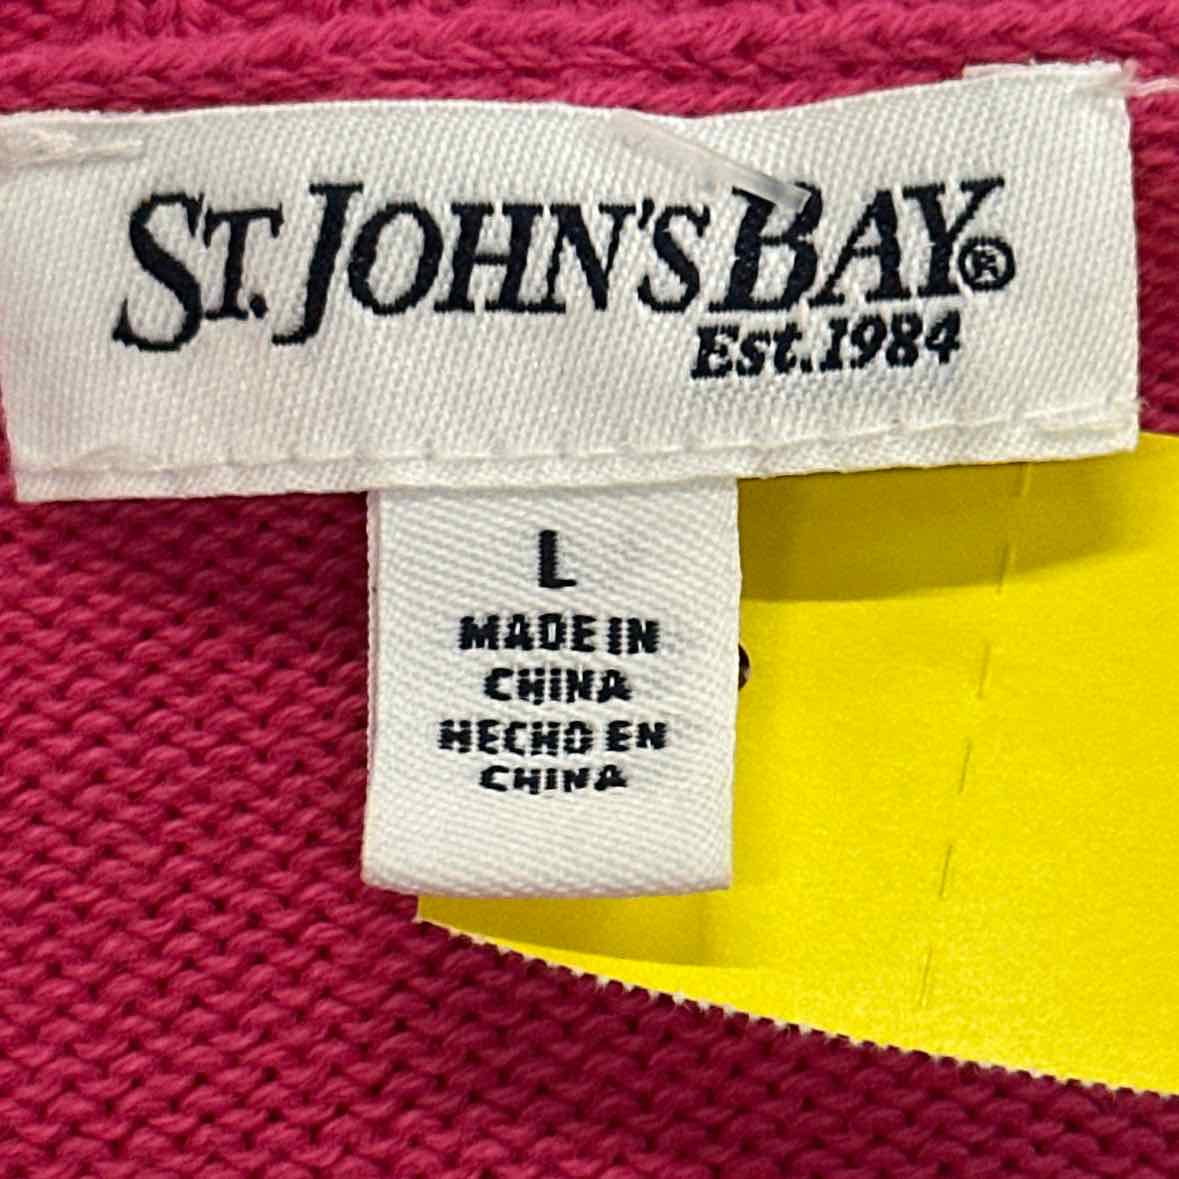 ST. JOHN'S BAY®
Est. 1984
L
MADE IN
CHINA
HECHO EN
CHINA